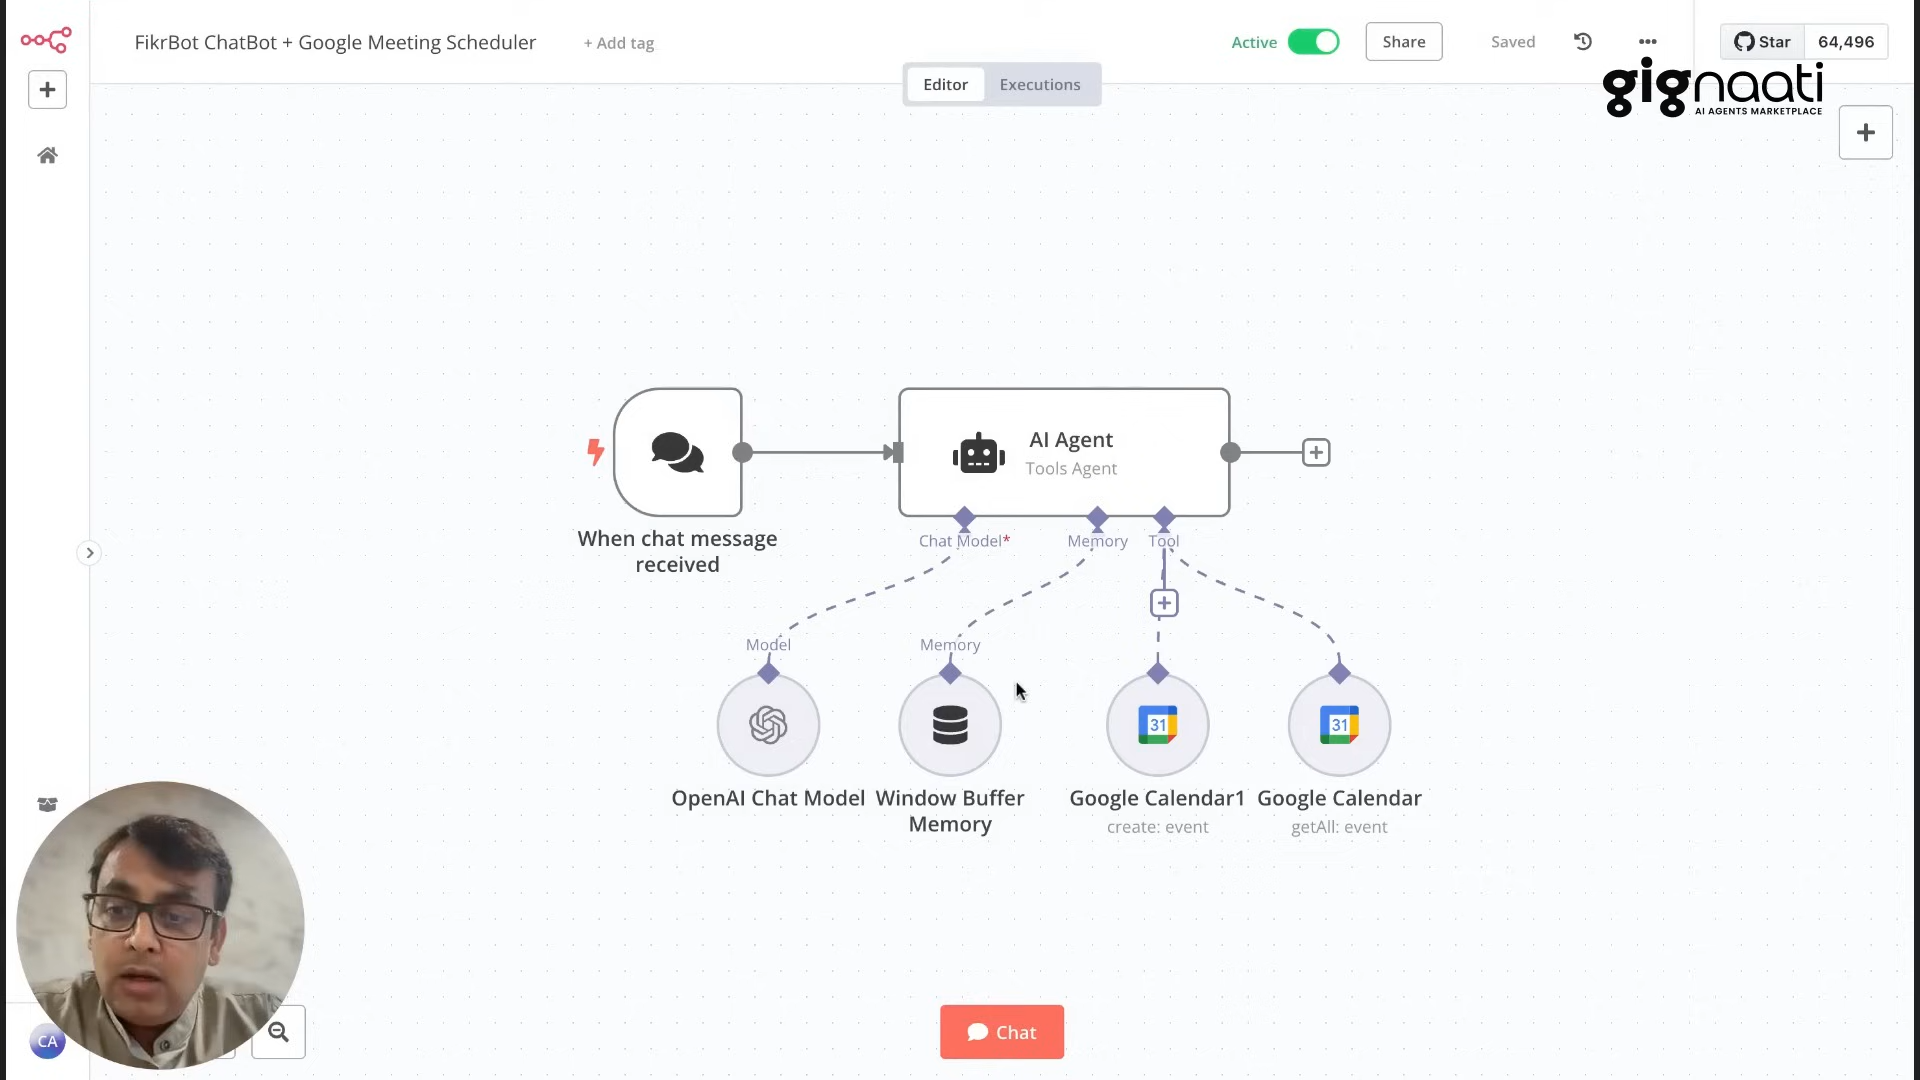 FikrBot ChatBot + Google Meeting Scheduler
+ Add tag
Active
Share
Saved
Star
64,496
Editor
Executions
gignaati
AI AGENTS MARKETPLACE
AI Agent
Tools Agent
When chat message
received
Chat Model*
Memory
Tool
Model
Memory
31
31
OpenAI Chat Model
Window Buffer
Memory
Google Calendar1
create: event
Google Calendar
getAll: event
CA
Chat